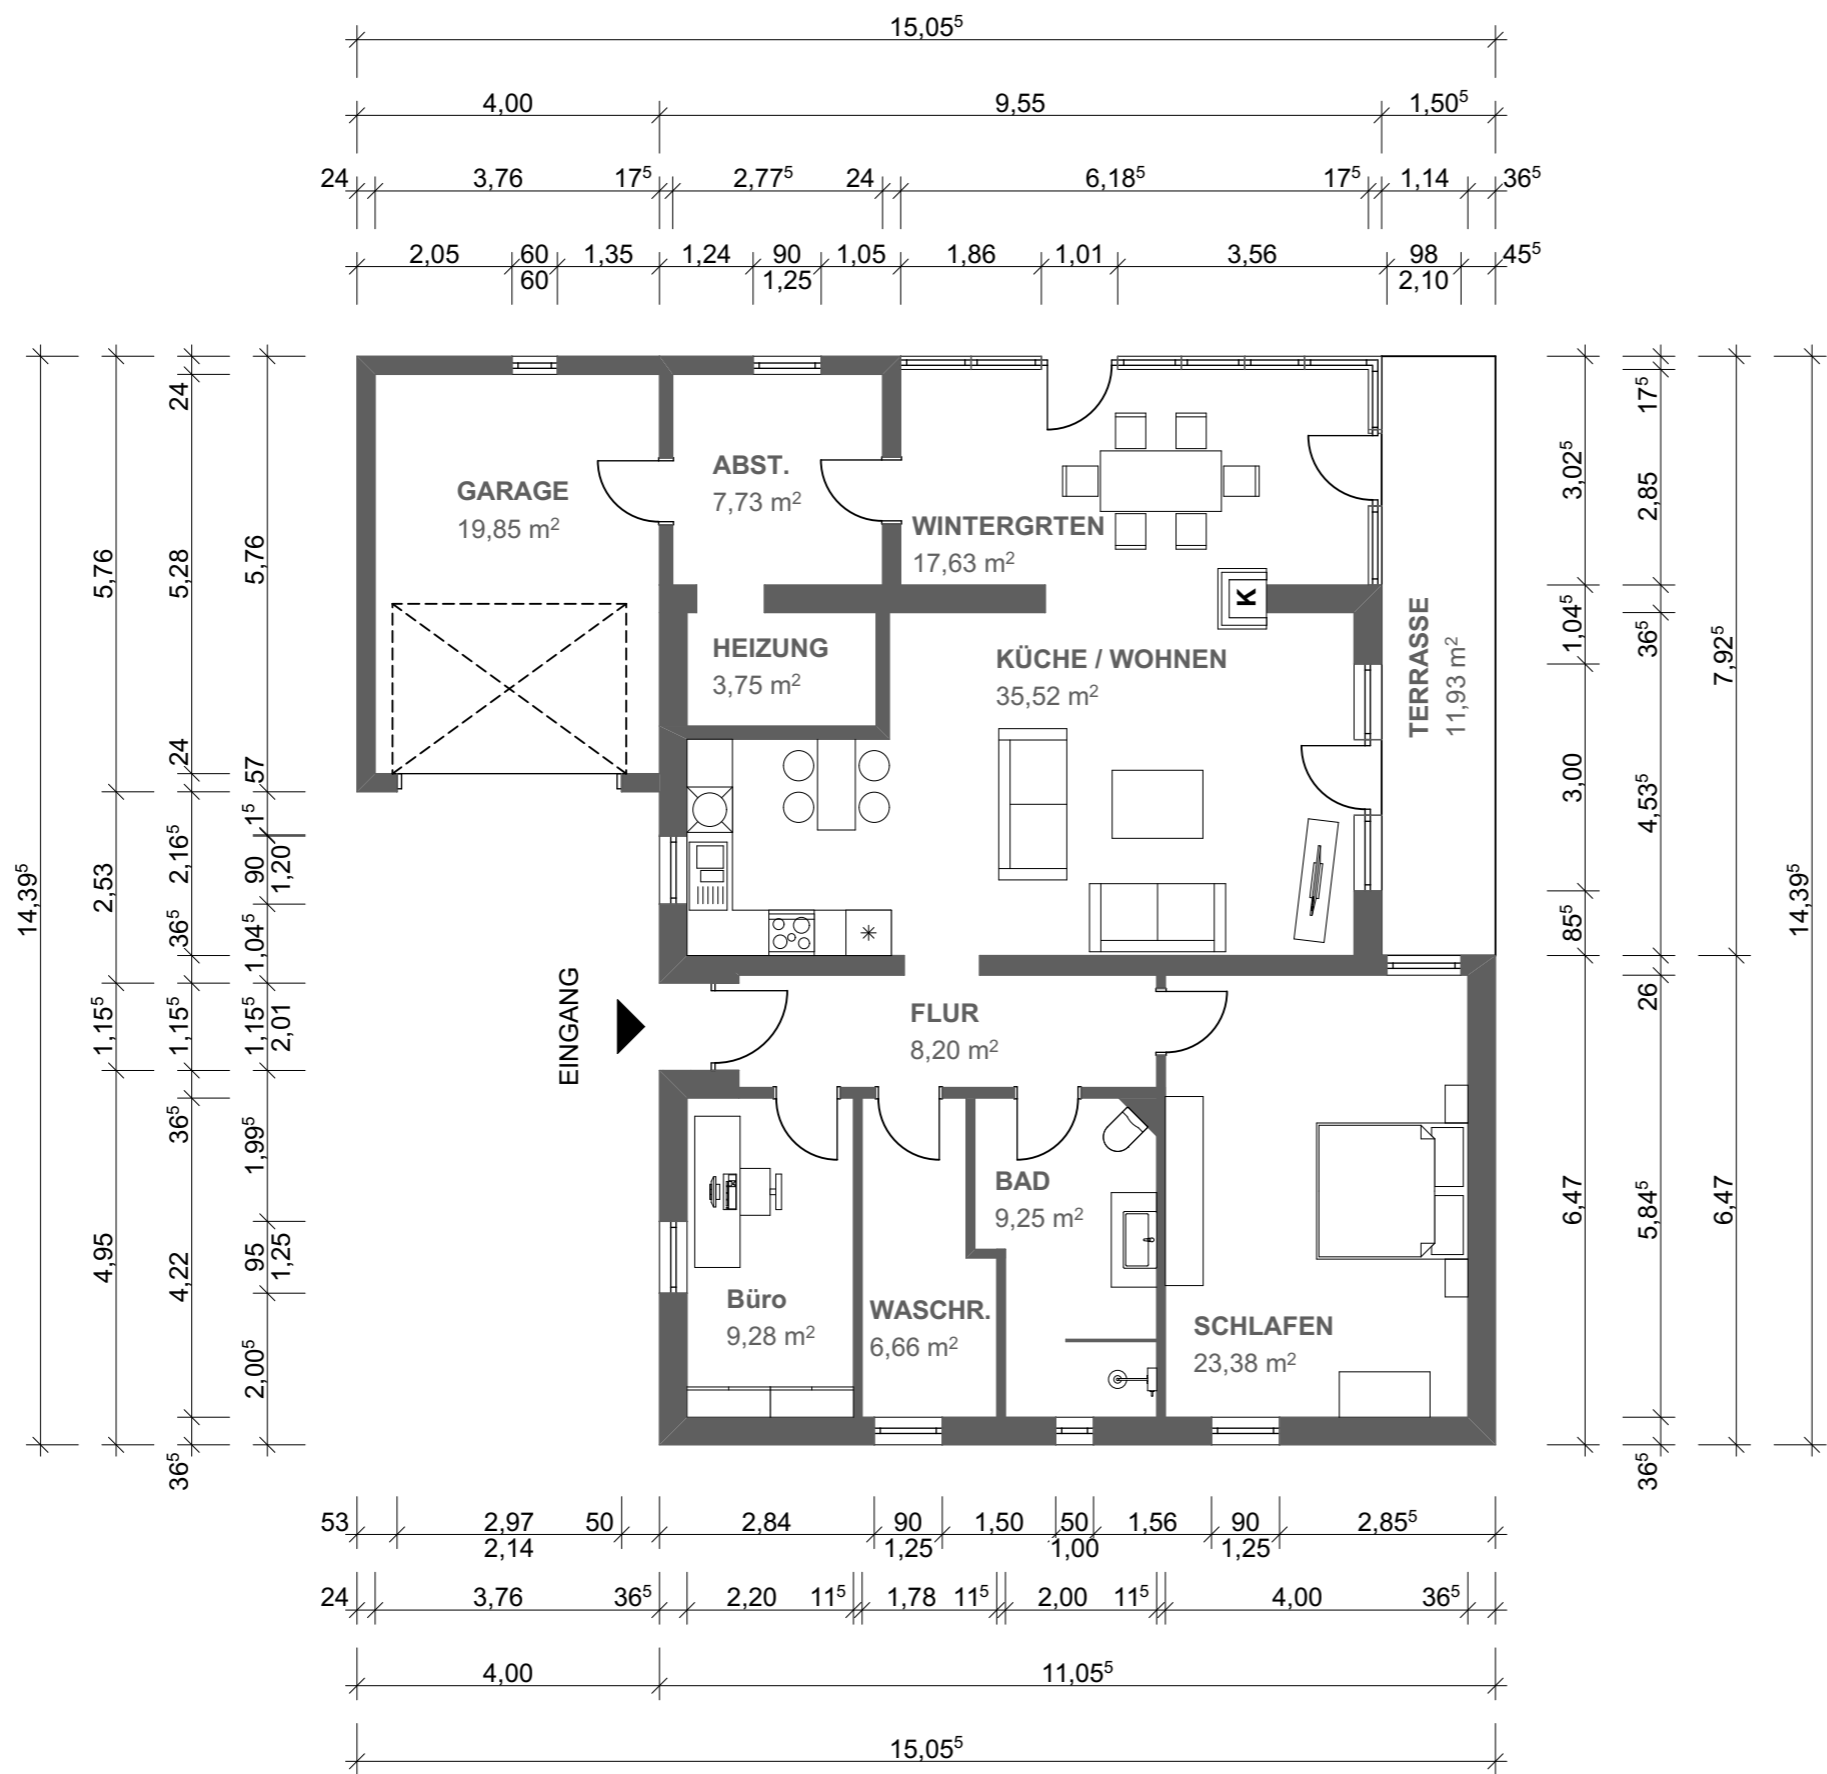 15,05⁵
4,00 9,55 1,50⁵
24 3,76 17⁵ 2,77⁵ 24 6,18⁵ 17⁵ 1,14 36⁵
2,05 60 1,35 1,24 90 1,05 1,86 1,01 3,56 98 45⁵
60 1,25 2,10
14,39⁵
5,76 2,53 1,15⁵ 4,95
24 5,28 24 2,16⁵ 36⁵ 1,15⁵ 36⁵ 4,22 36⁵
5,76 57 1⁵ 90 1,04⁵ 1,15⁵ 1,99⁵ 95 2,00⁵
1,20 2,01 1,25
GARAGE
19,85 m²
ABST.
7,73 m²
WINTERGRTEN
17,63 m²
K
HEIZUNG
3,75 m²
KÜCHE / WOHNEN
35,52 m²
TERRASSE
11,93 m²
EINGANG
FLUR
8,20 m²
BAD
9,25 m²
Büro
9,28 m²
WASCHR.
6,66 m²
SCHLAFEN
23,38 m²
3,02⁵ 1,04⁵ 3,00 85⁵ 6,47
17⁵ 2,85 36⁵ 4,53⁵ 26 5,84⁵ 36⁵
7,92⁵ 6,47
14,39⁵
53 2,97 50 2,84 90 1,50 50 1,56 90 2,85⁵
2,14 1,25 1,00 1,25
24 3,76 36⁵ 2,20 11⁵ 1,78 11⁵ 2,00 11⁵ 4,00 36⁵
4,00 11,05⁵
15,05⁵